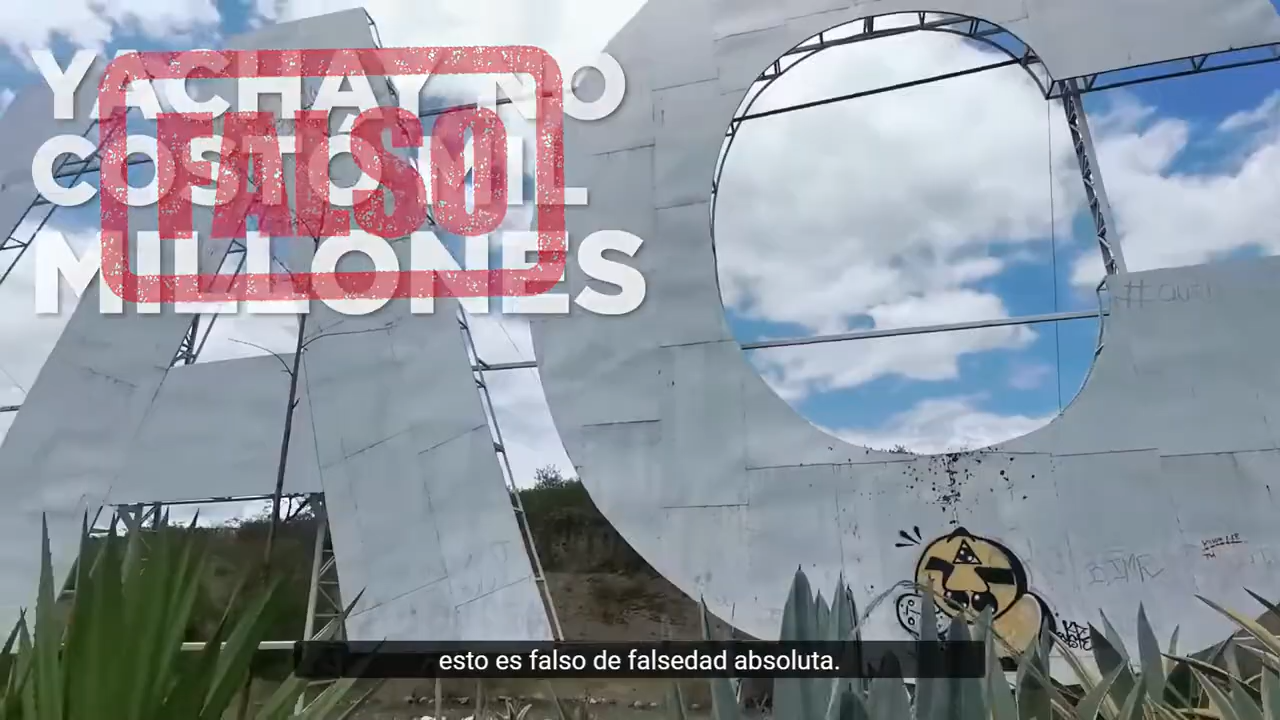 YACHAY NO
COSTÓ MIL
MILLONES
FALSO
esto es falso de falsedad absoluta.